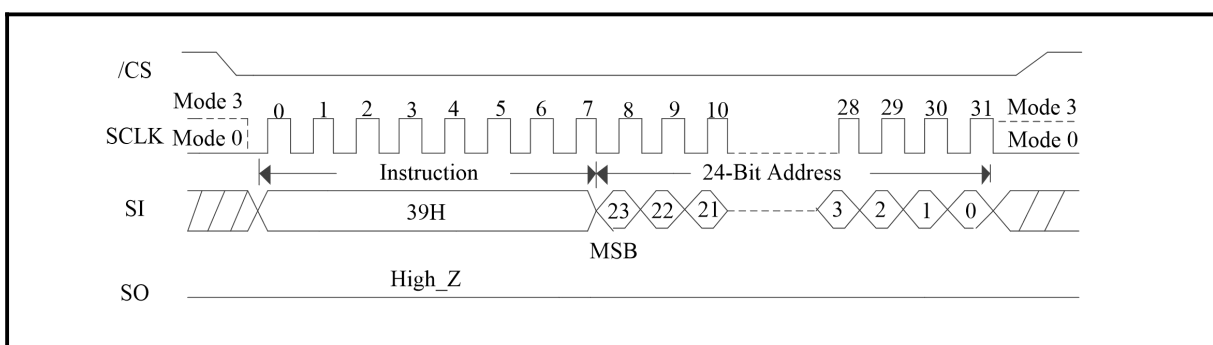 /CS
Mode 3
0 1 2 3 4 5 6 7 8 9 10 28 29 30 31
Mode 3
SCLK
Mode 0
Mode 0
Instruction
24-Bit Address
SI
39H
23 22 21 3 2 1 0
MSB
High_Z
SO